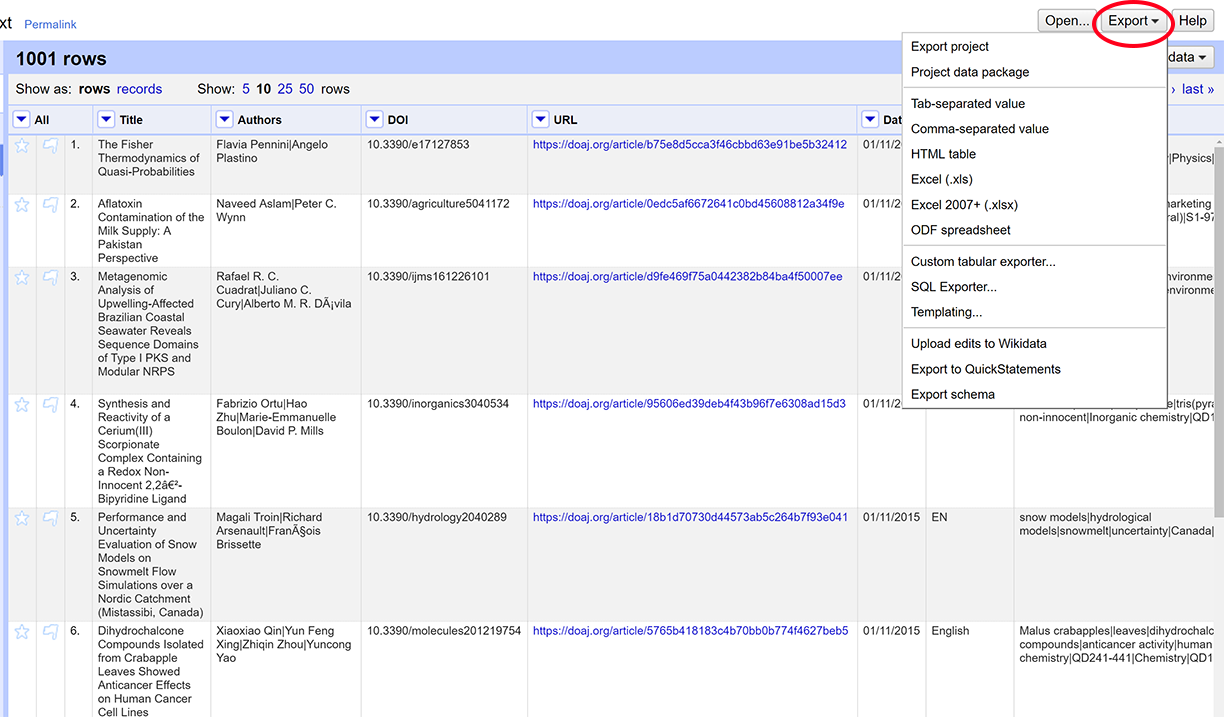 xt Permalink Open... Export Help
1001 rows data
Show as: rows records Show: 5 10 25 50 rows › last »
All Title Authors DOI URL Dat
1. The Fisher Thermodynamics of Quasi-Probabilities Flavia Pennini|Angelo Plastino 10.3390/e17127853 https://doaj.org/article/b75e8d5cca3f46cbbd63e91be5b32412 01/11/2 |Physics|
2. Aflatoxin Contamination of the Milk Supply: A Pakistan Perspective Naveed Aslam|Peter C. Wynn 10.3390/agriculture5041172 https://doaj.org/article/0edc5af6672641c0bd45608812a34f9e 01/11/2 arketing ral)|S1-97
3. Metagenomic Analysis of Upwelling-Affected Brazilian Coastal Seawater Reveals Sequence Domains of Type I PKS and Modular NRPS Rafael R. C. Cuadrat|Juliano C. Cury|Alberto M. R. DÃ¡vila 10.3390/ijms161226101 https://doaj.org/article/d9fe469f75a0442382b84ba4f50007ee 01/11/2 nvironme environme
4. Synthesis and Reactivity of a Cerium(III) Scorpionate Complex Containing a Redox Non-Innocent 2,2â€²-Bipyridine Ligand Fabrizio Ortu|Hao Zhu|Marie-Emmanuelle Boulon|David P. Mills 10.3390/inorganics3040534 https://doaj.org/article/95606ed39deb4f43b96f7e6308ad15d3 01/11/2 e|tris(pyra non-innocent|Inorganic chemistry|QD1
5. Performance and Uncertainty Evaluation of Snow Models on Snowmelt Flow Simulations over a Nordic Catchment (Mistassibi, Canada) Magali Troin|Richard Arsenault|FranÃ§ois Brissette 10.3390/hydrology2040289 https://doaj.org/article/18b1d70730d44573ab5c264b7f93e041 01/11/2015 EN snow models|hydrological models|snowmelt|uncertainty|Canada|
6. Dihydrochalcone Compounds Isolated from Crabapple Leaves Showed Anticancer Effects on Human Cancer Cell Lines Xiaoxiao Qin|Yun Feng Xing|Zhiqin Zhou|Yuncong Yao 10.3390/molecules201219754 https://doaj.org/article/5765b418183c4b70bb0b774f4627beb5 01/11/2015 English Malus crabapples|leaves|dihydrochalc compounds|anticancer activity|human chemistry|QD241-441|Chemistry|QD1
Export project
Project data package
Tab-separated value
Comma-separated value
HTML table
Excel (.xls)
Excel 2007+ (.xlsx)
ODF spreadsheet
Custom tabular exporter...
SQL Exporter...
Templating...
Upload edits to Wikidata
Export to QuickStatements
Export schema